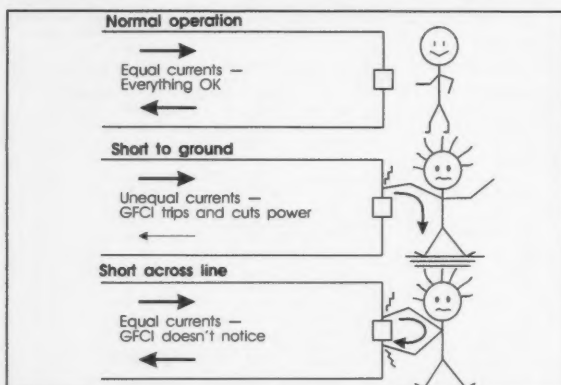 Normal operation
Equal currents —
Everything OK
Short to ground
Unequal currents —
GFCI trips and cuts power
Short across line
Equal currents —
GFCI doesn't notice